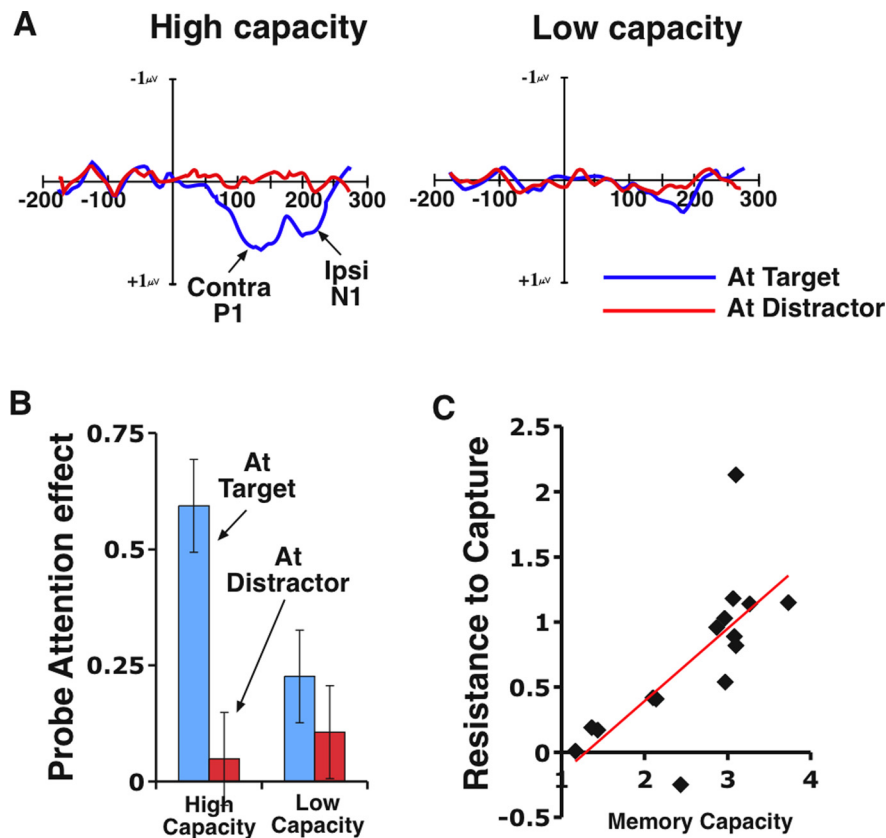 A
High capacity
Low capacity
-1μv
-1μv
-200
-100
100
200
300
-200
-100
100
200
300
Contra
P1
Ipsi
N1
+1μv
+1μv
At Target
At Distractor
B
Probe Attention effect
0.75
0.5
0.25
0
At
Target
At
Distractor
High
Capacity
Low
Capacity
C
Resistance to Capture
2.5
2
1.5
1
0.5
0
-0.5
1
2
3
4
Memory Capacity